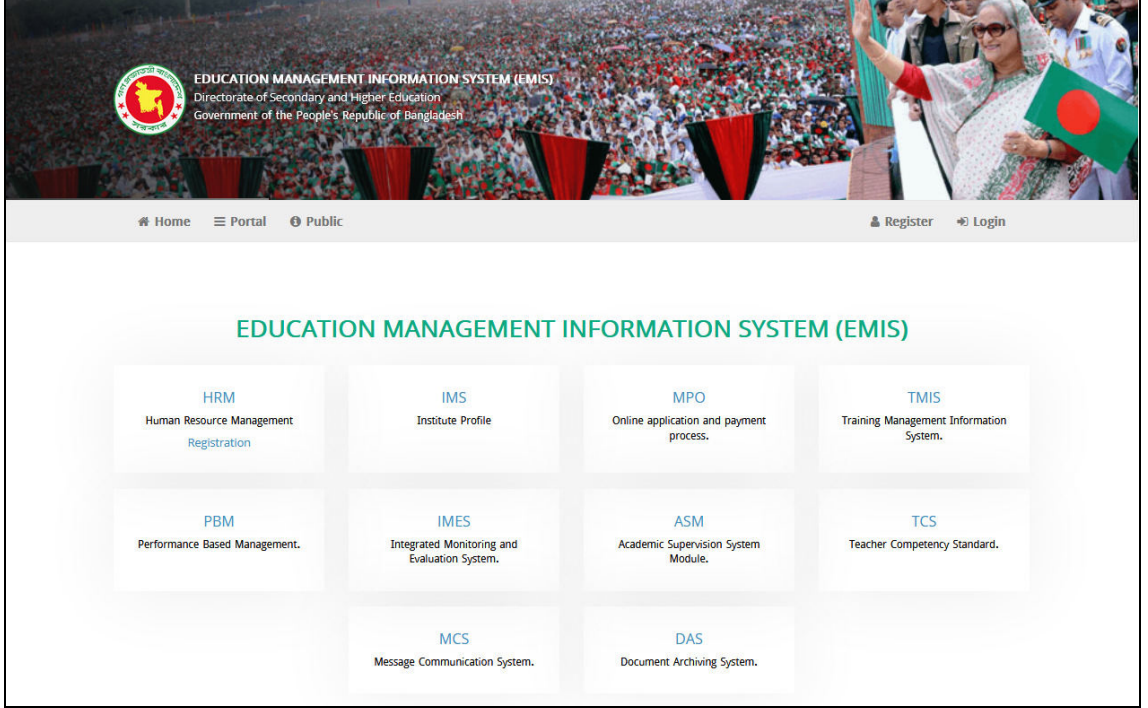 EDUCATION MANAGEMENT INFORMATION SYSTEM (EMIS)
Directorate of Secondary and Higher Education
Government of the People's Republic of Bangladesh
Home Portal Public Register Login
EDUCATION MANAGEMENT INFORMATION SYSTEM (EMIS)
HRM
Human Resource Management
Registration
IMS
Institute Profile
MPO
Online application and payment
process.
TMIS
Training Management Information
System.
PBM
Performance Based Management.
IMES
Integrated Monitoring and
Evaluation System.
ASM
Academic Supervision System
Module.
TCS
Teacher Competency Standard.
MCS
Message Communication System.
DAS
Document Archiving System.